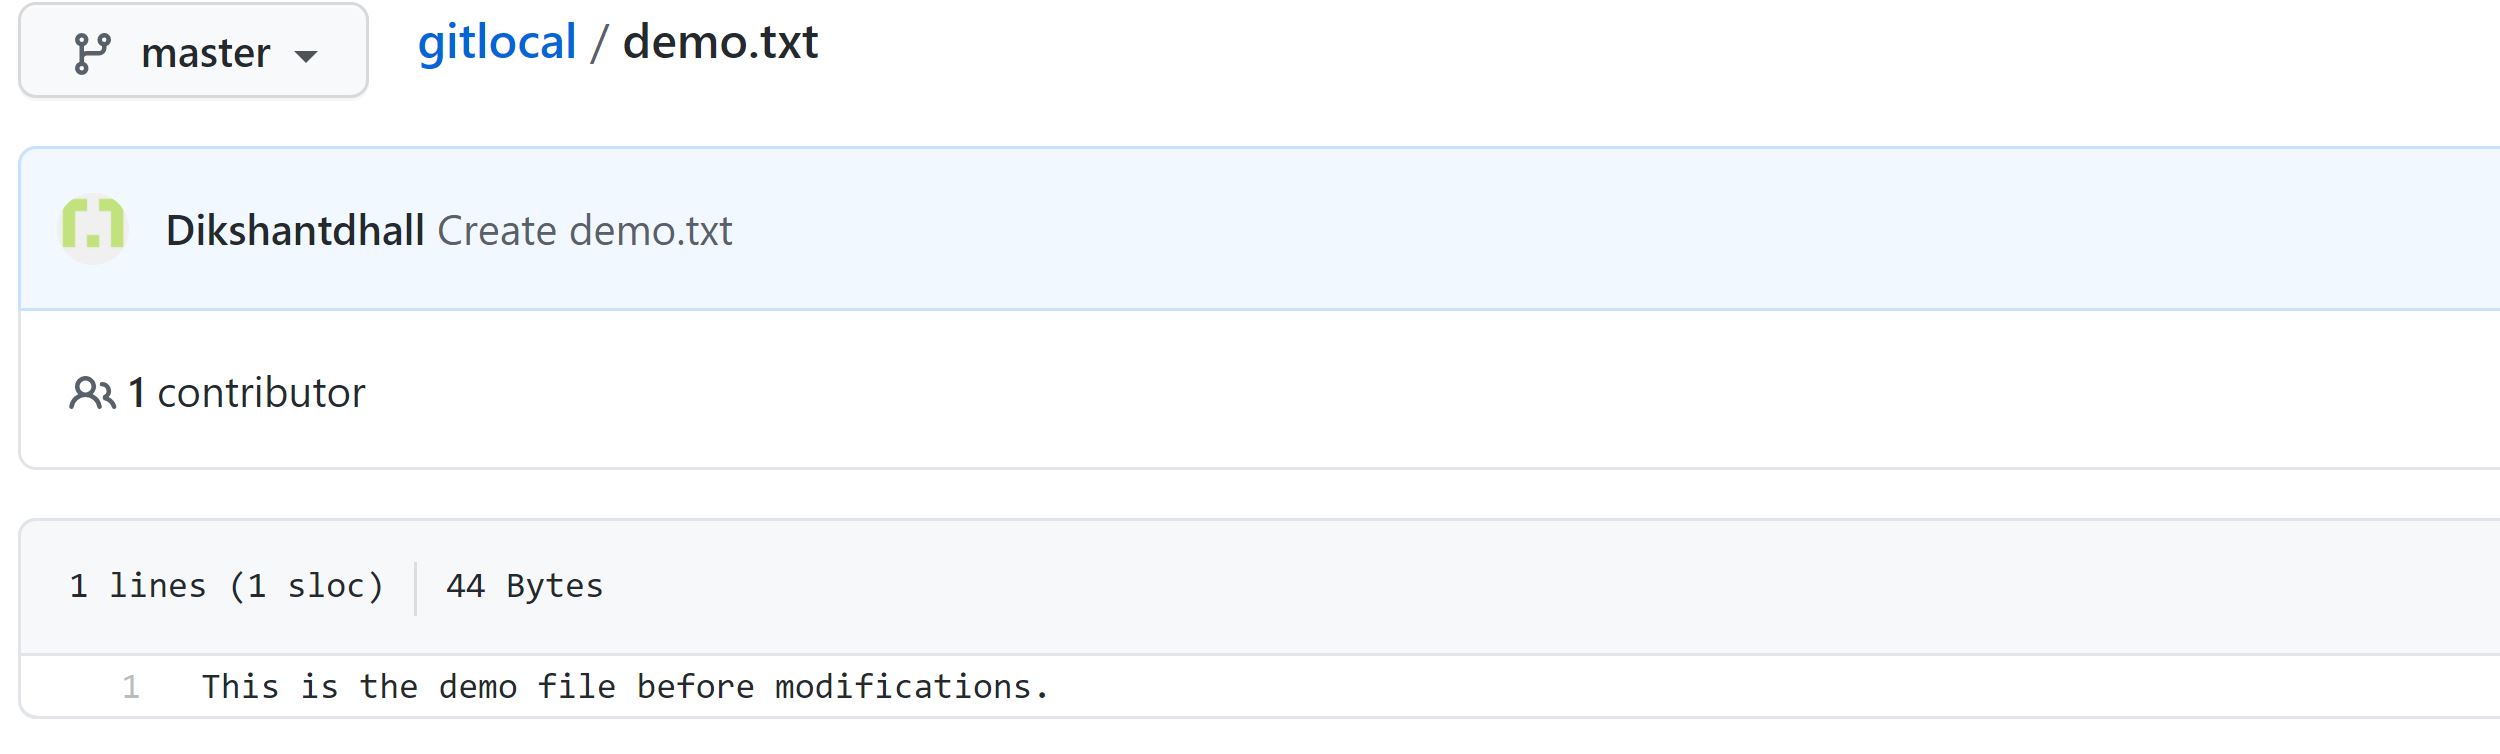 master gitlocal / demo.txt
Dikshantdhall Create demo.txt
1 contributor
1 lines (1 sloc) 44 Bytes
1 This is the demo file before modifications.